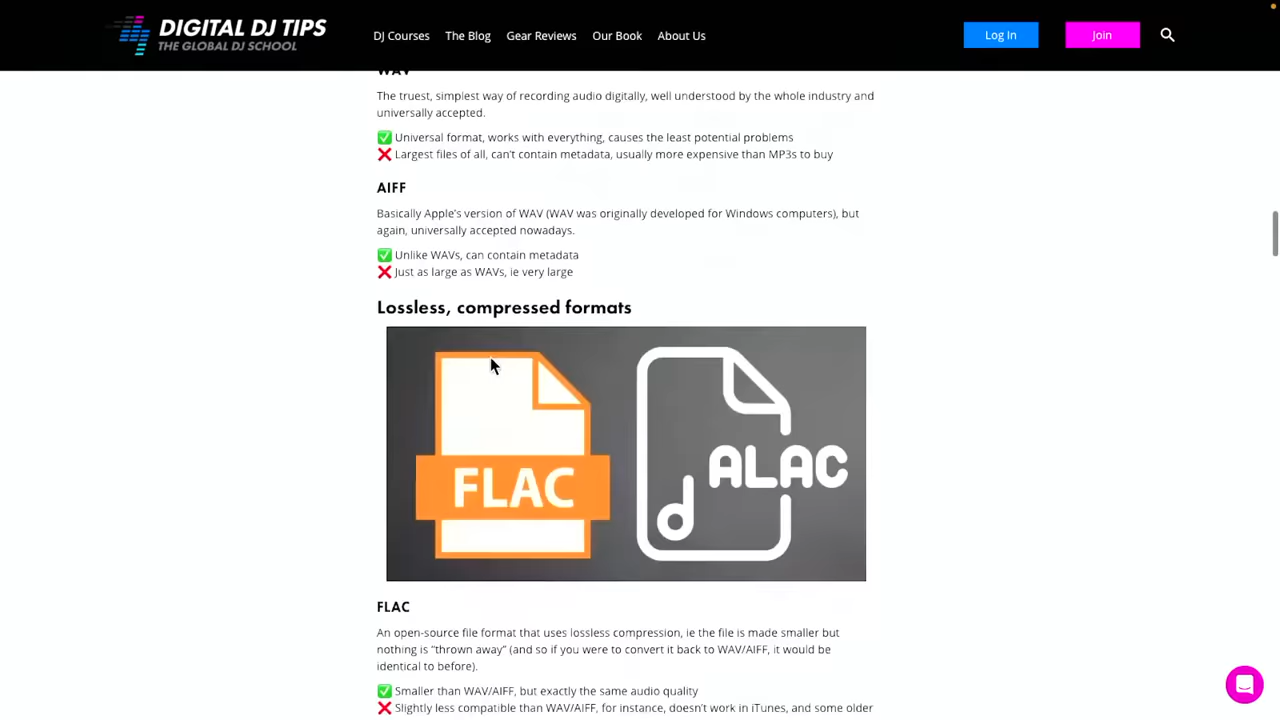 DIGITAL DJ TIPS
THE GLOBAL DJ SCHOOL
DJ Courses
The Blog
Gear Reviews
Our Book
About Us
Log In
Join
WAV
The truest, simplest way of recording audio digitally, well understood by the whole industry and
universally accepted.
✅ Universal format, works with everything, causes the least potential problems
❌ Largest files of all, can't contain metadata, usually more expensive than MP3s to buy
AIFF
Basically Apple's version of WAV (WAV was originally developed for Windows computers), but
again, universally accepted nowadays.
✅ Unlike WAVs, can contain metadata
❌ Just as large as WAVs, ie very large
Lossless, compressed formats
FLAC
ALAC
FLAC
An open-source file format that uses lossless compression, ie the file is made smaller but
nothing is “thrown away” (and so if you were to convert it back to WAV/AIFF, it would be
identical to before).
✅ Smaller than WAV/AIFF, but exactly the same audio quality
❌ Slightly less compatible than WAV/AIFF, for instance, doesn't work in iTunes, and some older